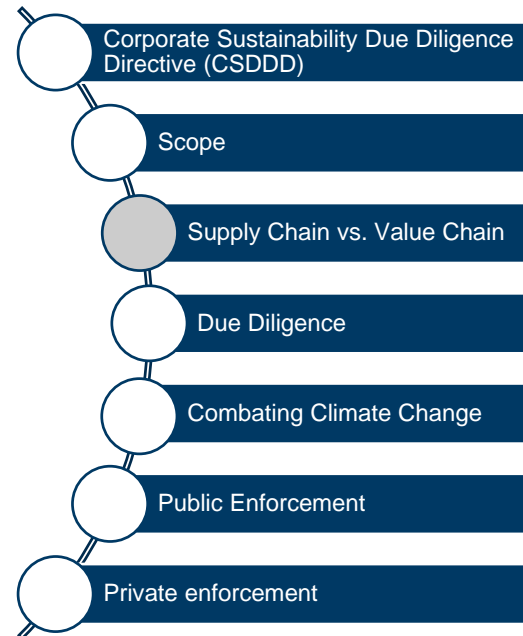 Corporate Sustainability Due Diligence
Directive (CSDDD)
Scope
Supply Chain vs. Value Chain
Due Diligence
Combating Climate Change
Public Enforcement
Private enforcement